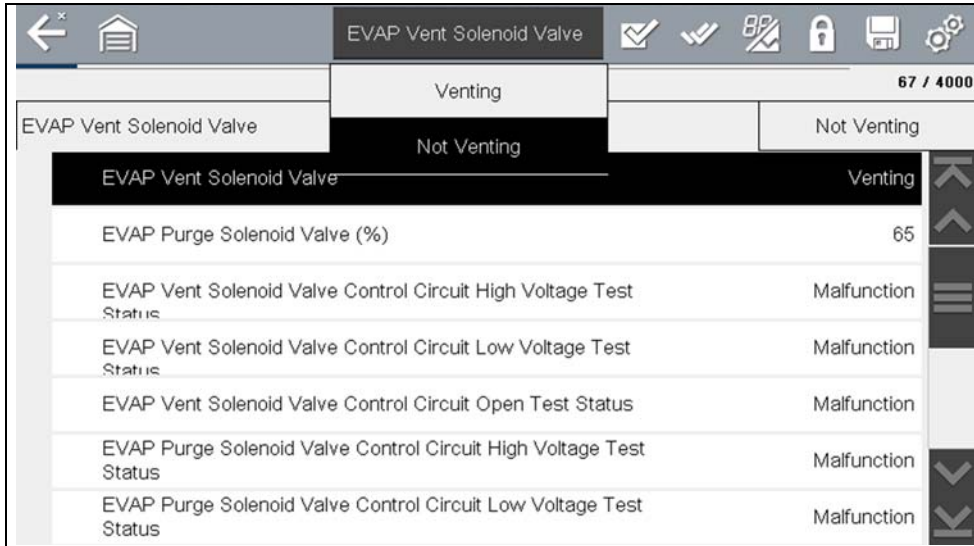 EVAP Vent Solenoid Valve
67 / 4000
Venting
Not Venting
EVAP Vent Solenoid Valve
Not Venting
EVAP Vent Solenoid Valve Venting
EVAP Purge Solenoid Valve (%) 65
EVAP Vent Solenoid Valve Control Circuit High Voltage Test
Status
Malfunction
EVAP Vent Solenoid Valve Control Circuit Low Voltage Test
Status
Malfunction
EVAP Vent Solenoid Valve Control Circuit Open Test Status Malfunction
EVAP Purge Solenoid Valve Control Circuit High Voltage Test
Status
Malfunction
EVAP Purge Solenoid Valve Control Circuit Low Voltage Test
Status
Malfunction